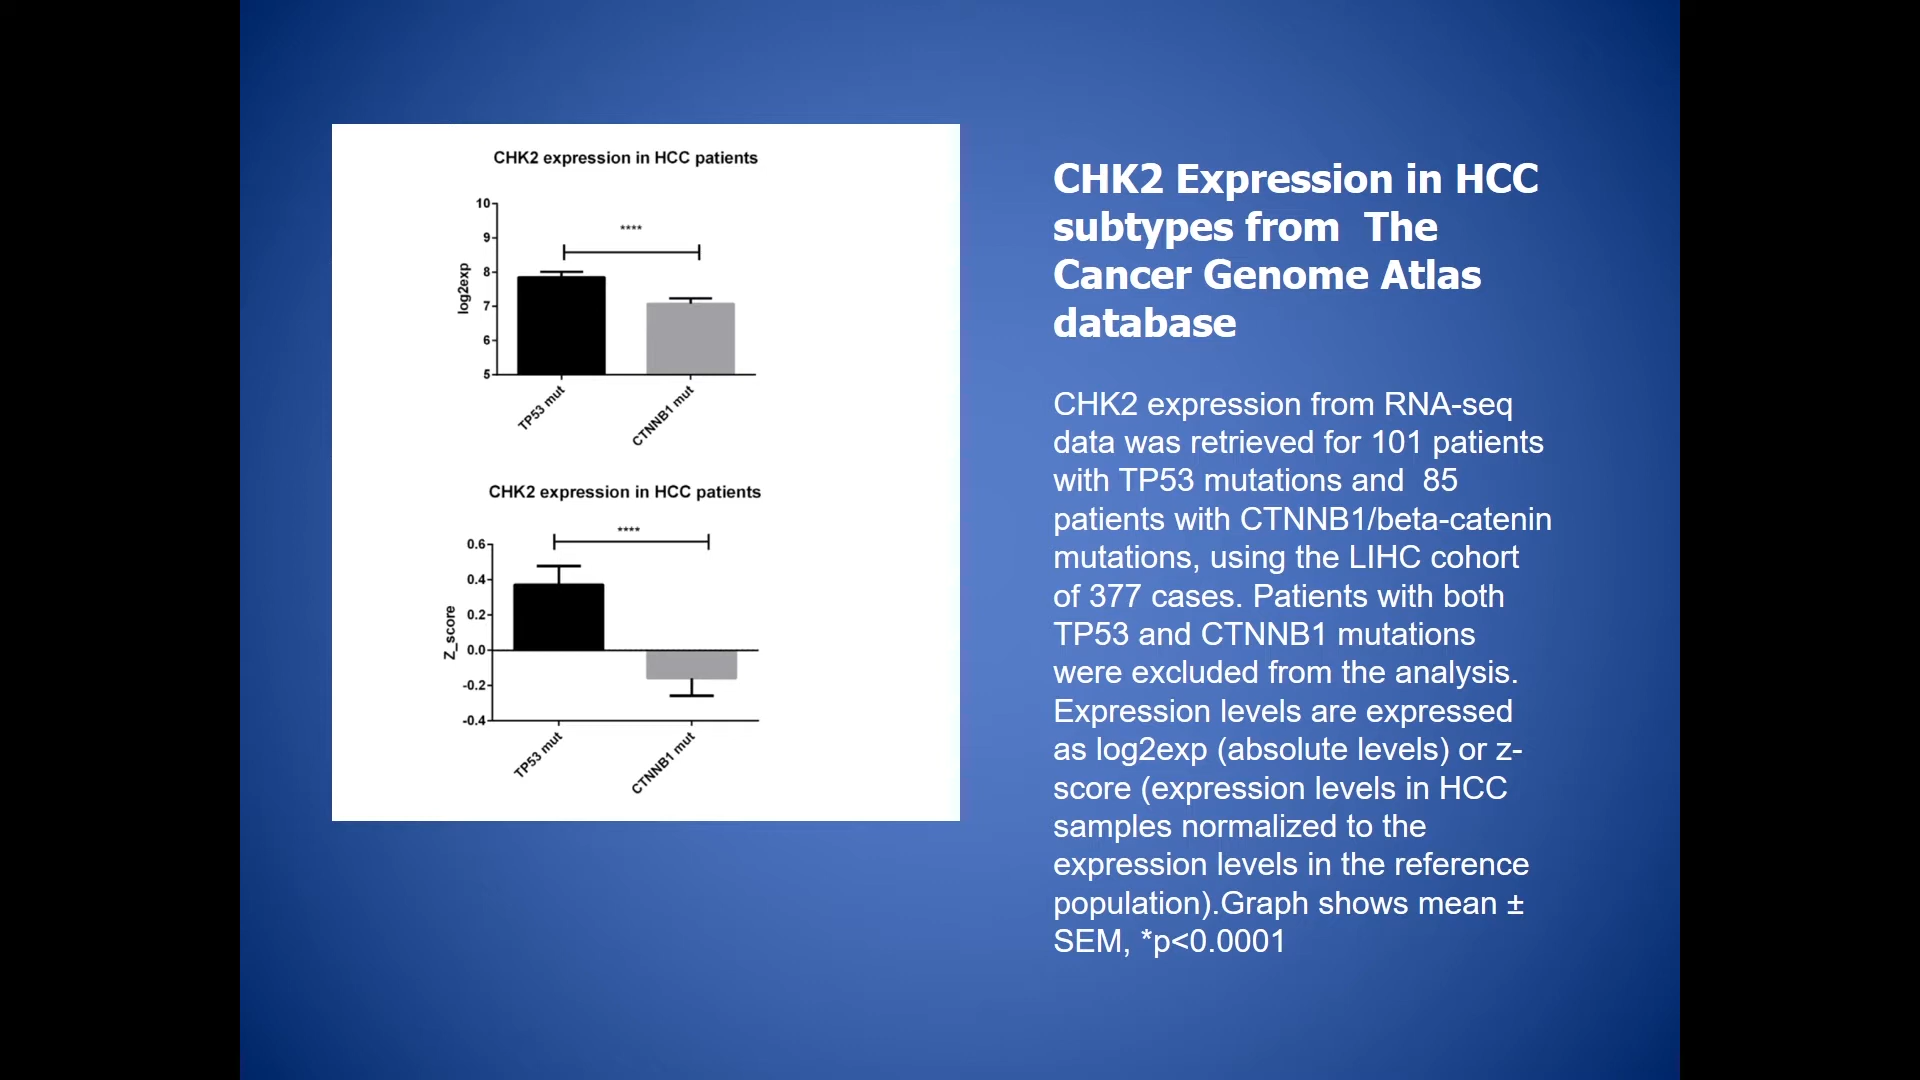 CHK2 expression in HCC patients
10
9
8
7
6
5
log2exp
****
TP53 mut
CTNNB1 mut
CHK2 expression in HCC patients
0.6
0.4
0.2
0.0
-0.2
-0.4
Z_score
****
TP53 mut
CTNNB1 mut
CHK2 Expression in HCC
subtypes from  The
Cancer Genome Atlas
database
CHK2 expression from RNA-seq
data was retrieved for 101 patients
with TP53 mutations and  85
patients with CTNNB1/beta-catenin
mutations, using the LIHC cohort
of 377 cases. Patients with both
TP53 and CTNNB1 mutations
were excluded from the analysis.
Expression levels are expressed
as log2exp (absolute levels) or z-
score (expression levels in HCC
samples normalized to the
expression levels in the reference
population).Graph shows mean ±
SEM, *p<0.0001